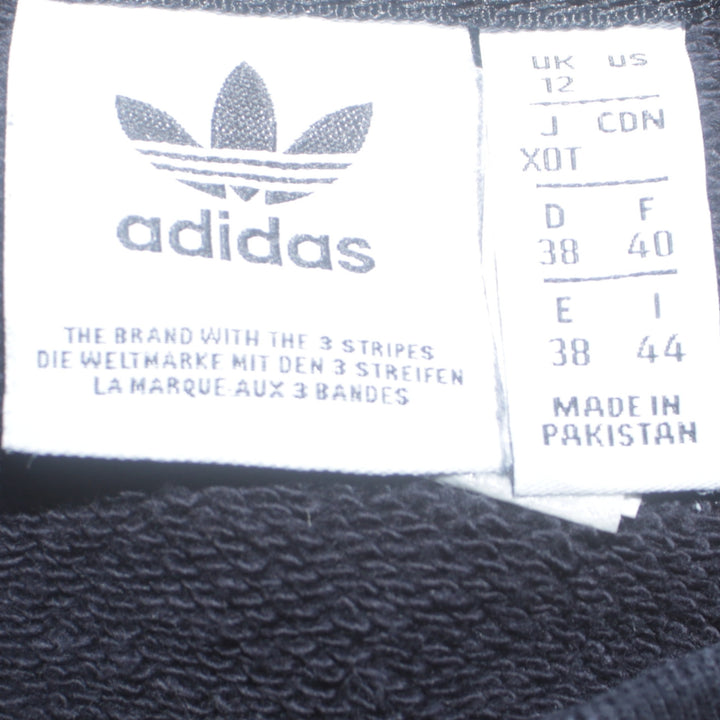 adidas
THE BRAND WITH THE 3 STRIPES
DIE WELTMARKE MIT DEN 3 STREIFEN
LA MARQUE AUX 3 BANDES
UK US
12
J CDN
XOT
D F
38 40
E I
38 44
MADE IN
PAKISTAN